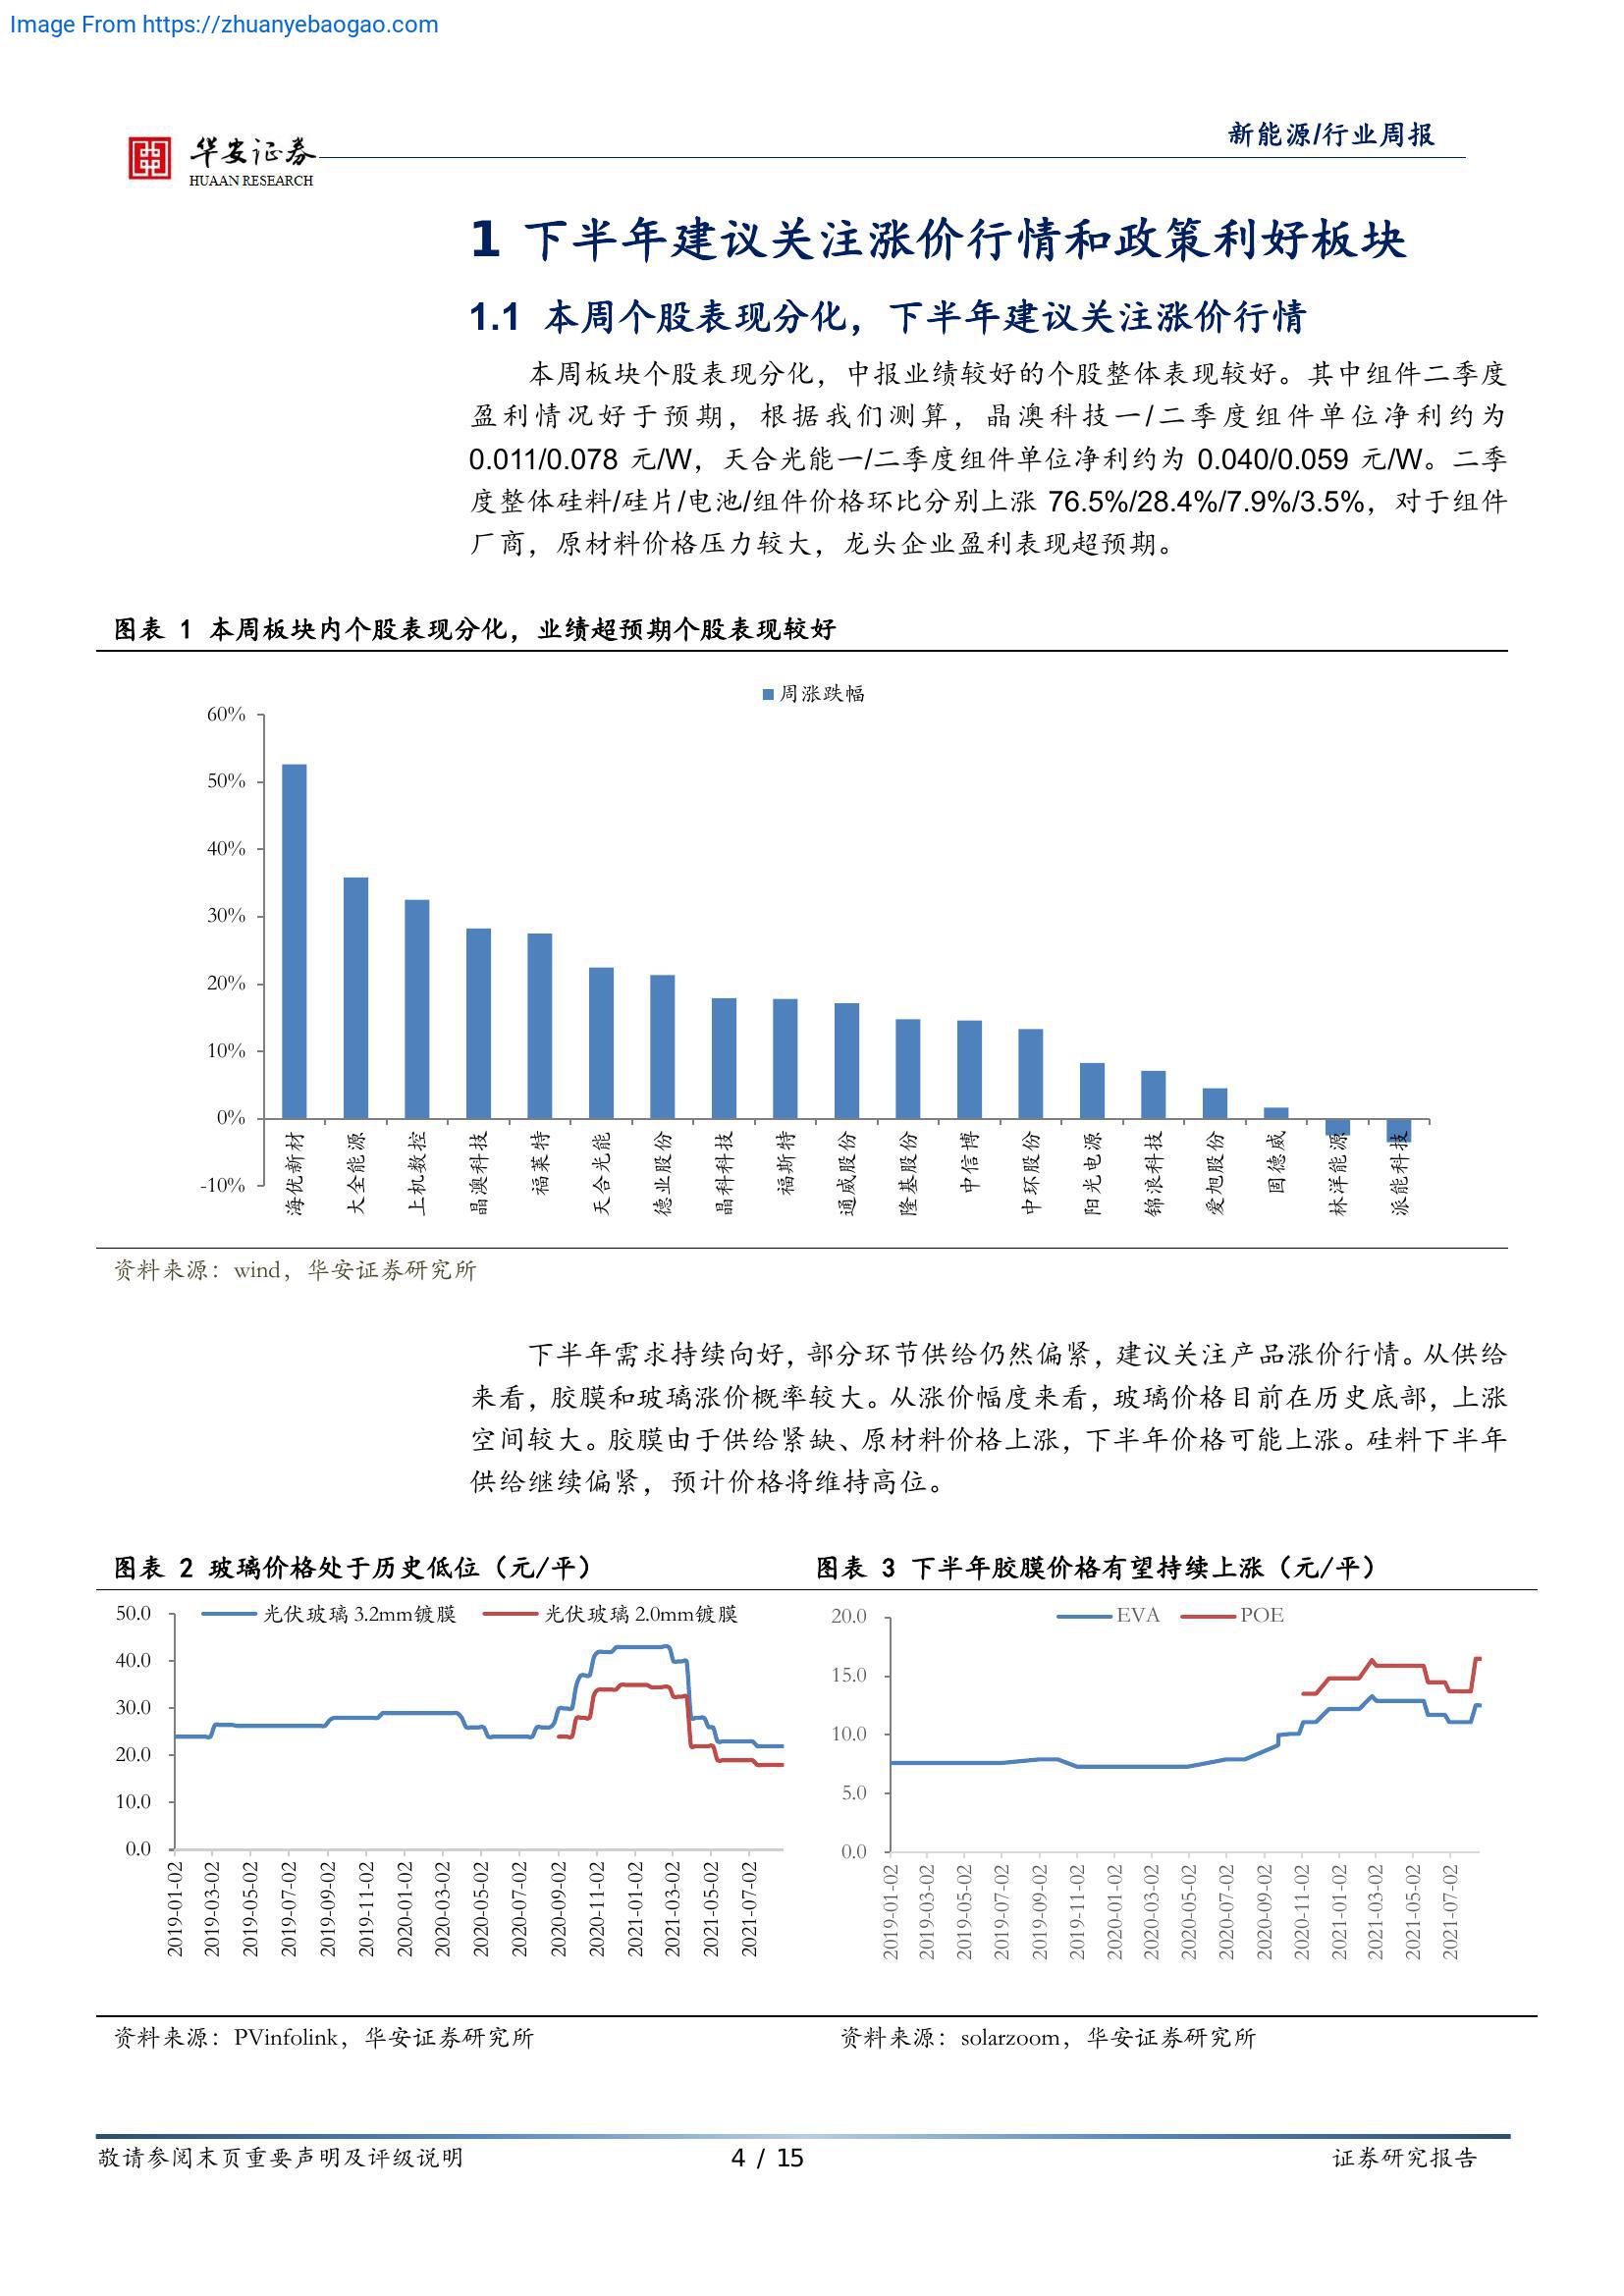 Image From https://zhuanyebaogao.com
华安证券
HUAAN RESEARCH
新能源/行业周报
1 下半年建议关注涨价行情和政策利好板块
1.1 本周个股表现分化，下半年建议关注涨价行情
本周板块个股表现分化，中报业绩较好的个股整体表现较好。其中组件二季度
盈利情况好于预期，根据我们测算，晶澳科技一/二季度组件单位净利约为
0.011/0.078 元/W，天合光能一/二季度组件单位净利约为 0.040/0.059 元/W。二季
度整体硅料/硅片/电池/组件价格环比分别上涨 76.5%/28.4%/7.9%/3.5%，对于组件
厂商，原材料价格压力较大，龙头企业盈利表现超预期。
图表 1 本周板块内个股表现分化，业绩超预期个股表现较好
周涨跌幅
60%
50%
40%
30%
20%
10%
0%
-10%
海优新材
大全能源
上机数控
晶澳科技
福莱特
天合光能
德业股份
晶科科技
福斯特
通威股份
隆基股份
中信博
中环股份
阳光电源
锦浪科技
爱旭股份
固德威
林洋能源
派能科技
资料来源：wind，华安证券研究所
下半年需求持续向好，部分环节供给仍然偏紧，建议关注产品涨价行情。从供给
来看，胶膜和玻璃涨价概率较大。从涨价幅度来看，玻璃价格目前在历史底部，上涨
空间较大。胶膜由于供给紧缺、原材料价格上涨，下半年价格可能上涨。硅料下半年
供给继续偏紧，预计价格将维持高位。
图表 2 玻璃价格处于历史低位（元/平）
光伏玻璃 3.2mm镀膜
光伏玻璃 2.0mm镀膜
50.0
40.0
30.0
20.0
10.0
0.0
2019-01-02
2019-03-02
2019-05-02
2019-07-02
2019-09-02
2019-11-02
2020-01-02
2020-03-02
2020-05-02
2020-07-02
2020-09-02
2020-11-02
2021-01-02
2021-03-02
2021-05-02
2021-07-02
资料来源：PVinfolink，华安证券研究所
图表 3 下半年胶膜价格有望持续上涨（元/平）
EVA
POE
20.0
15.0
10.0
5.0
0.0
2019-01-02
2019-03-02
2019-05-02
2019-07-02
2019-09-02
2019-11-02
2020-01-02
2020-03-02
2020-05-02
2020-07-02
2020-09-02
2020-11-02
2021-01-02
2021-03-02
2021-05-02
2021-07-02
资料来源：solarzoom，华安证券研究所
敬请参阅末页重要声明及评级说明
4 / 15
证券研究报告